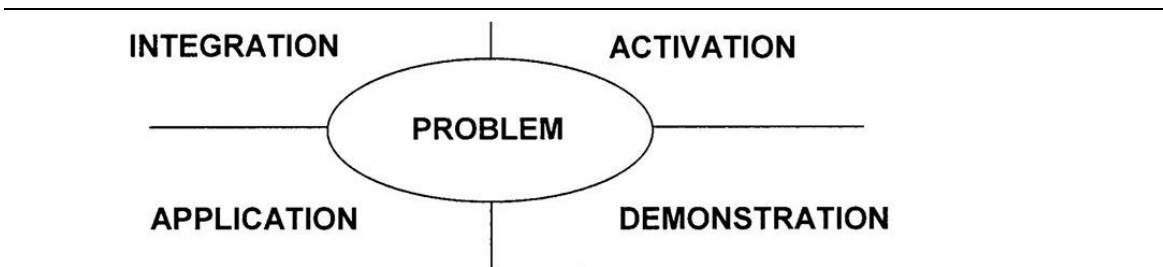 INTEGRATION ACTIVATION
PROBLEM
APPLICATION DEMONSTRATION